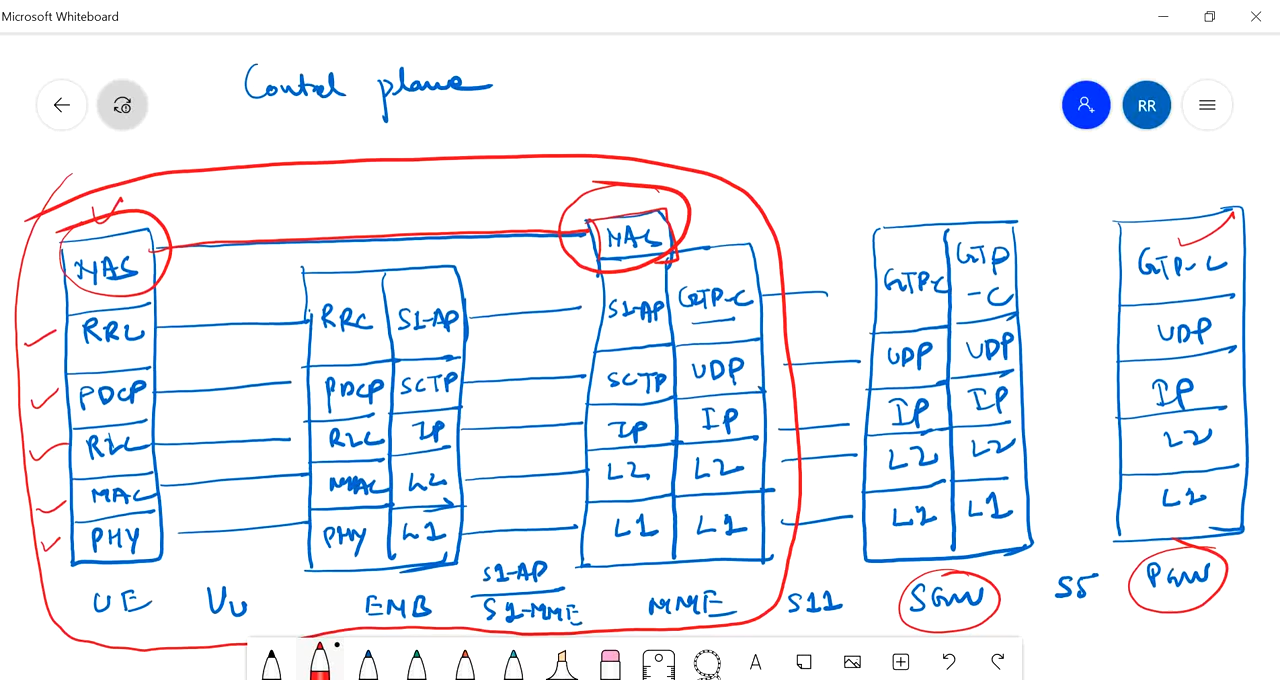 Microsoft Whiteboard
Control plane
RR
NAS
RRC
PDCP
RLC
MAC
PHY
UE
Uu
RRC S1-AP
PDCP SCTP
RLC IP
MAC L2
PHY L1
ENB
S1-AP
S1-MME
NAS
S1-AP GTP-C
SCTP UDP
IP IP
L2 L2
L1 L1
MME
S11
GTP-C GTP-C
UDP UDP
IP IP
L2 L2
L1 L1
SGW
S5
GTP-C
UDP
IP
L2
L1
PGW
A